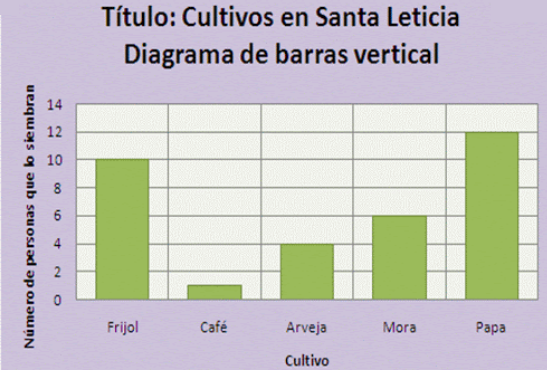 Título: Cultivos en Santa Leticia
Diagrama de barras vertical
Número de personas que lo siembran
14
12
10
8
6
4
2
0
Frijol Café Arveja Mora Papa
Cultivo